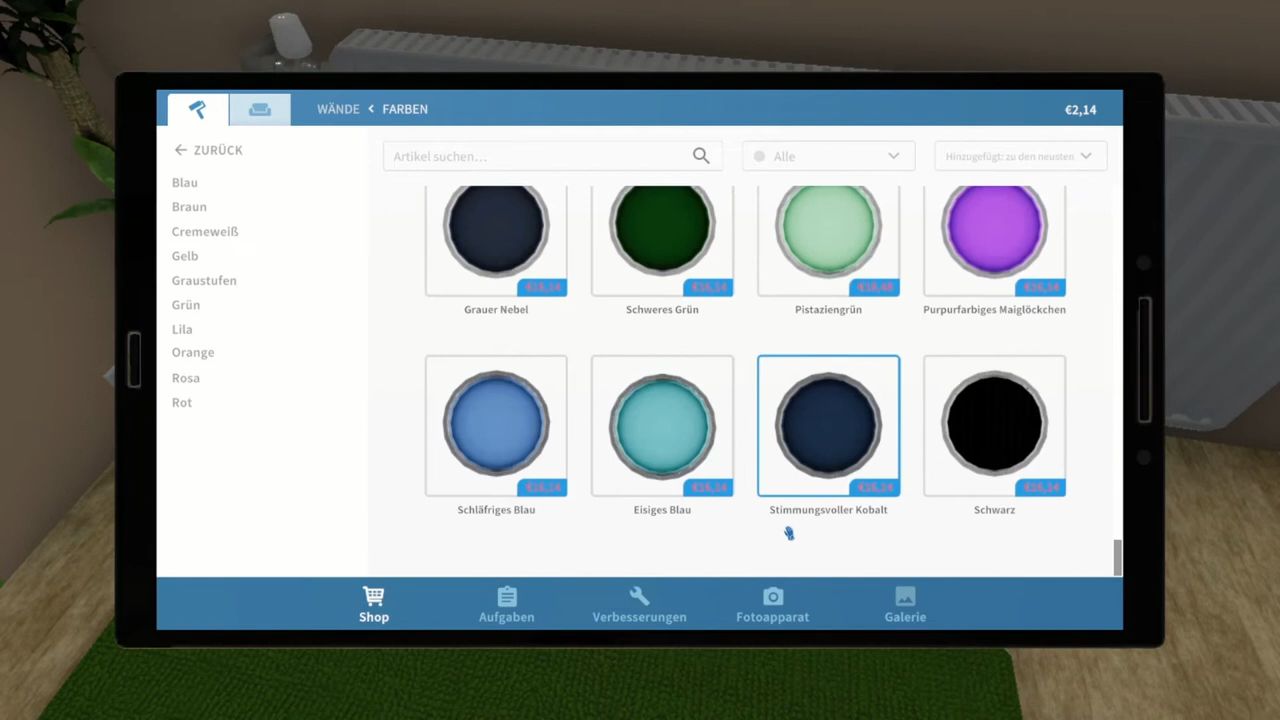 WÄNDE < FARBEN
€2,14
← ZURÜCK
Artikel suchen...
Alle
Hinzugefügt: zu den neusten
Blau
Braun
Cremeweiß
Gelb
Graustufen
Grün
Lila
Orange
Rosa
Rot
Grauer Nebel
Schweres Grün
Pistaziengrün
Purpurfarbiges Maiglöckchen
Schläfriges Blau
Eisiges Blau
Stimmungsvoller Kobalt
Schwarz
Shop
Aufgaben
Verbesserungen
Fotoapparat
Galerie